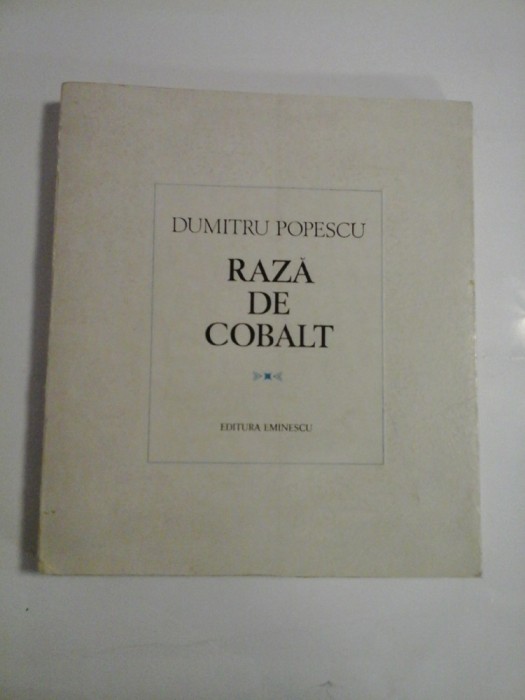 DUMITRU POPESCU
RAZĂ
DE
COBALT
EDITURA EMINESCU